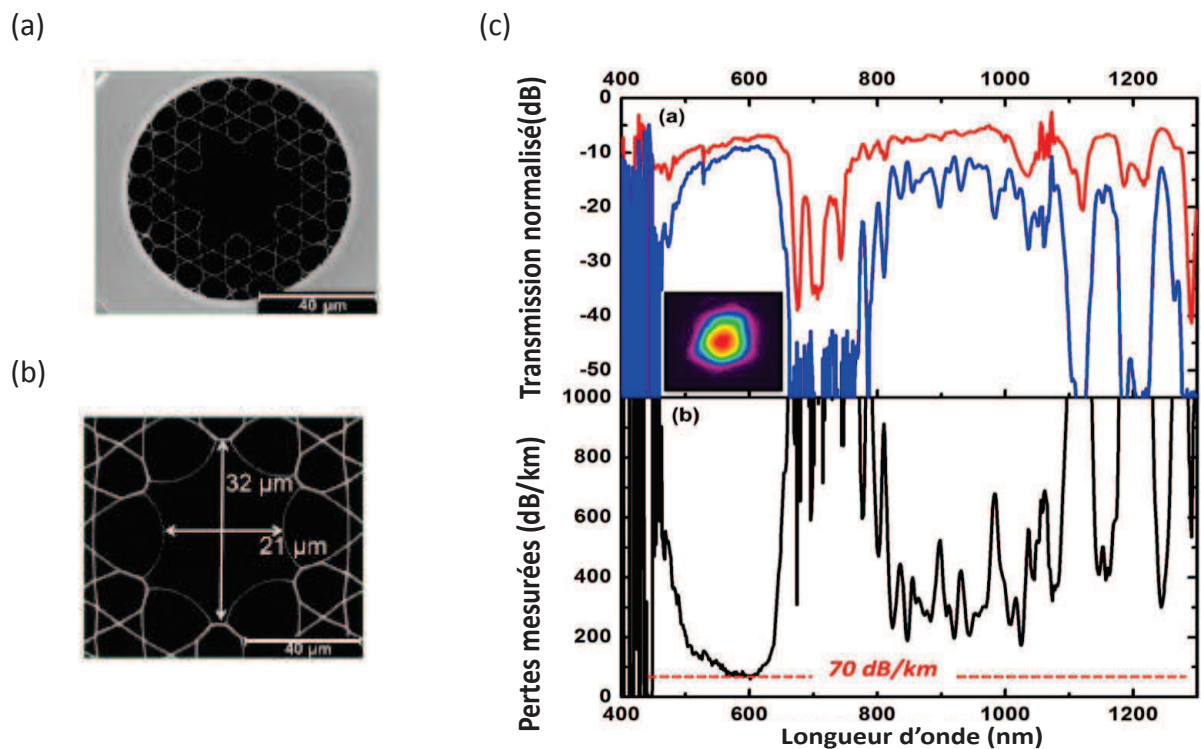 (a)
40 µm
(b)
32 µm
21 µm
40 µm
(c)
400 600 800 1000 1200
Transmission normalisé(dB)
0
-10
-20
-30
-40
-50
(a)
Pertes mesurées (dB/km)
1000
800
600
400
200
0
(b)
70 dB/km
400 600 800 1000 1200
Longueur d'onde (nm)